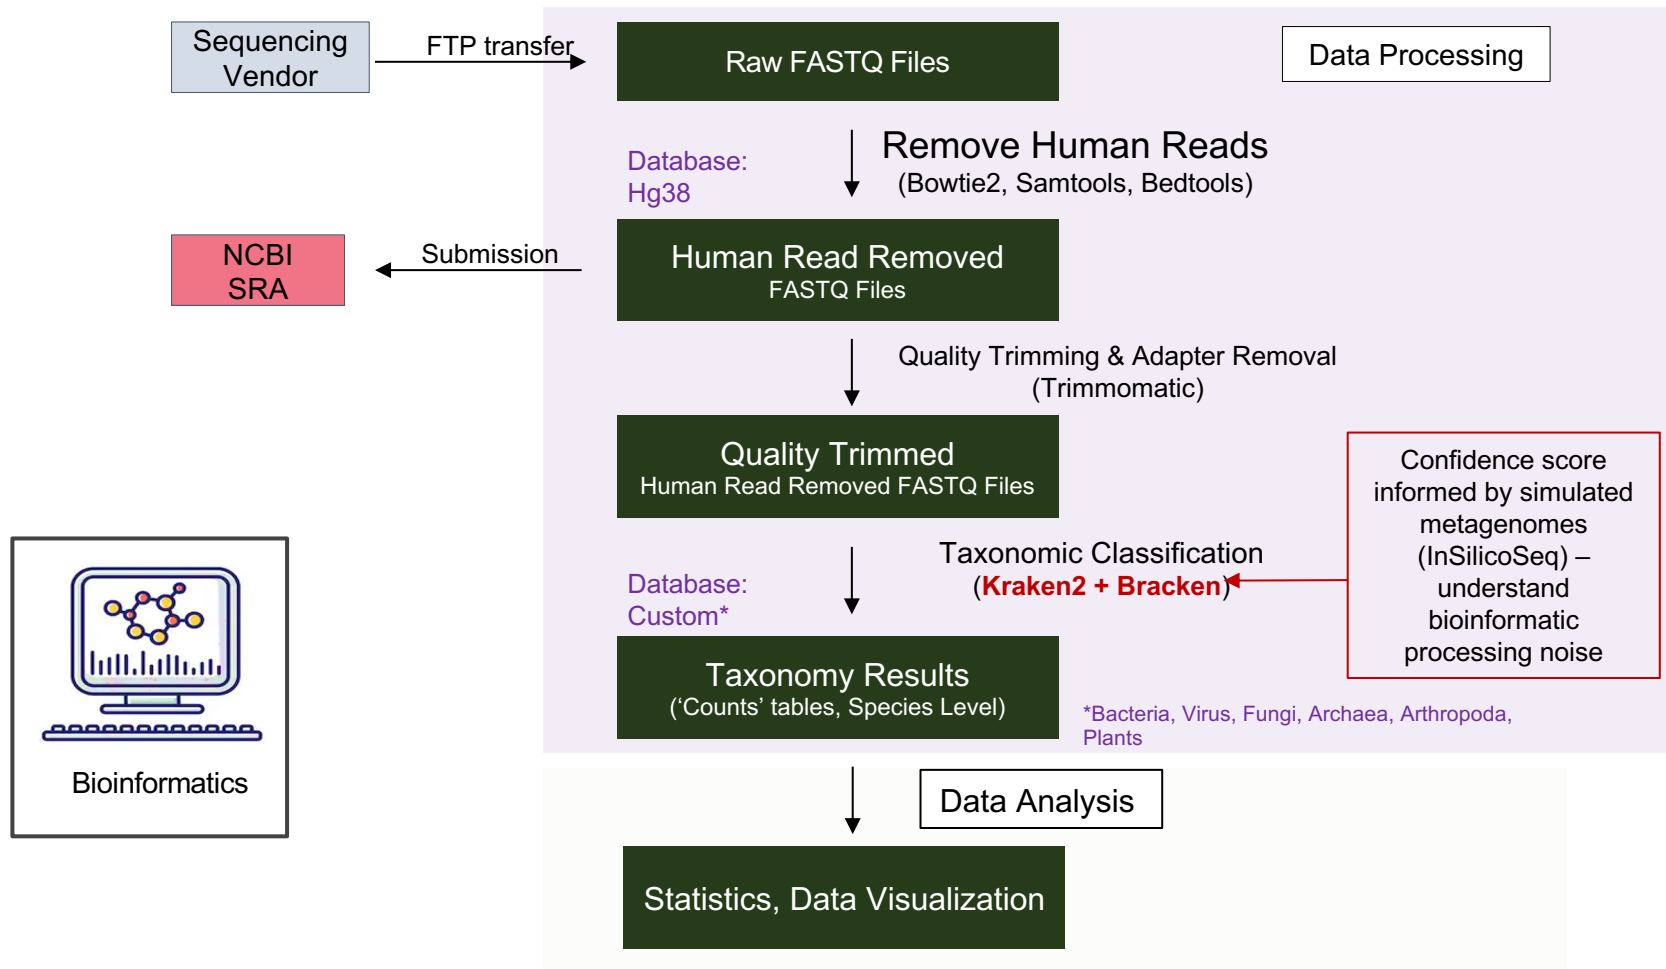 Sequencing
Vendor
FTP transfer
Raw FASTQ Files
Data Processing
Database:
Hg38
Remove Human Reads
(Bowtie2, Samtools, Bedtools)
NCBI
SRA
Submission
Human Read Removed
FASTQ Files
Quality Trimming & Adapter Removal
(Trimmomatic)
Quality Trimmed
Human Read Removed FASTQ Files
Confidence score
informed by simulated
metagenomes
(InSilicoSeq) –
understand
bioinformatic
processing noise
Database:
Custom*
Taxonomic Classification
(Kraken2 + Bracken)
Taxonomy Results
(‘Counts’ tables, Species Level)
*Bacteria, Virus, Fungi, Archaea, Arthropoda,
Plants
Bioinformatics
Data Analysis
Statistics, Data Visualization